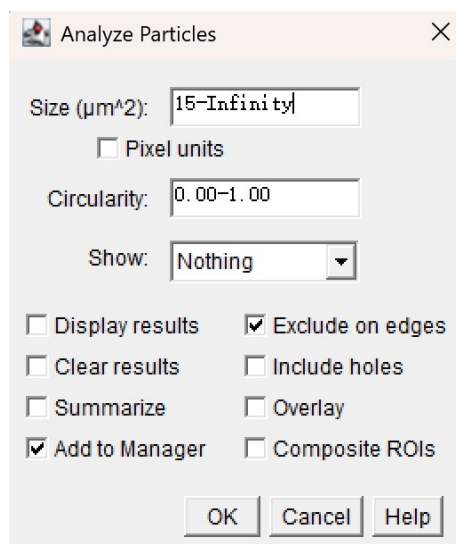 Analyze Particles
Size (µm^2): 15-Infinity
Pixel units
Circularity: 0.00-1.00
Show: Nothing
Display results Exclude on edges
Clear results Include holes
Summarize Overlay
Add to Manager Composite ROIs
OK Cancel Help